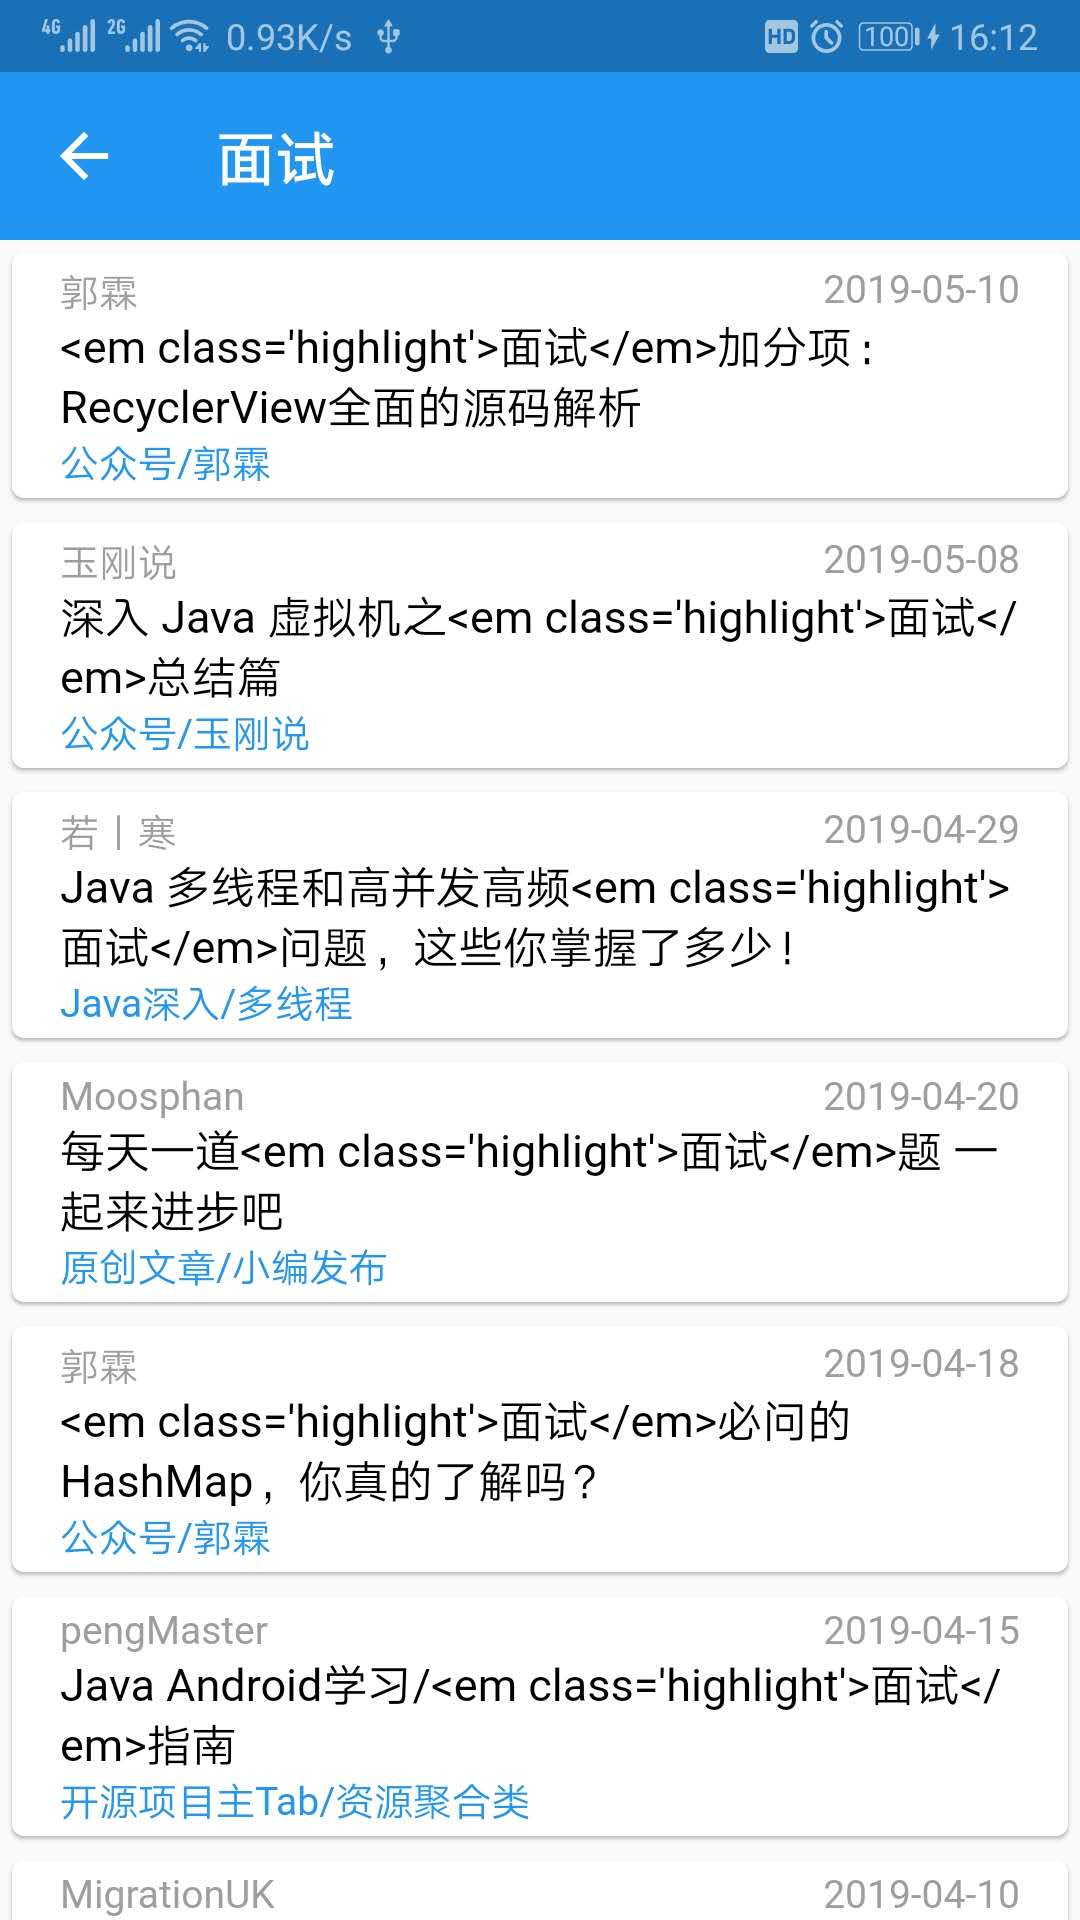 4G 2G 0.93K/s HD 100 16:12
面试
郭霖 2019-05-10
<em class='highlight'>面试</em>加分项：
RecyclerView全面的源码解析
公众号/郭霖
玉刚说 2019-05-08
深入 Java 虚拟机之<em class='highlight'>面试</
em>总结篇
公众号/玉刚说
若丨寒 2019-04-29
Java 多线程和高并发高频<em class='highlight'>
面试</em>问题，这些你掌握了多少！
Java深入/多线程
Moosphan 2019-04-20
每天一道<em class='highlight'>面试</em>题 一
起来进步吧
原创文章/小编发布
郭霖 2019-04-18
<em class='highlight'>面试</em>必问的
HashMap，你真的了解吗？
公众号/郭霖
pengMaster 2019-04-15
Java Android学习/<em class='highlight'>面试</
em>指南
开源项目主Tab/资源聚合类
MigrationUK 2019-04-10